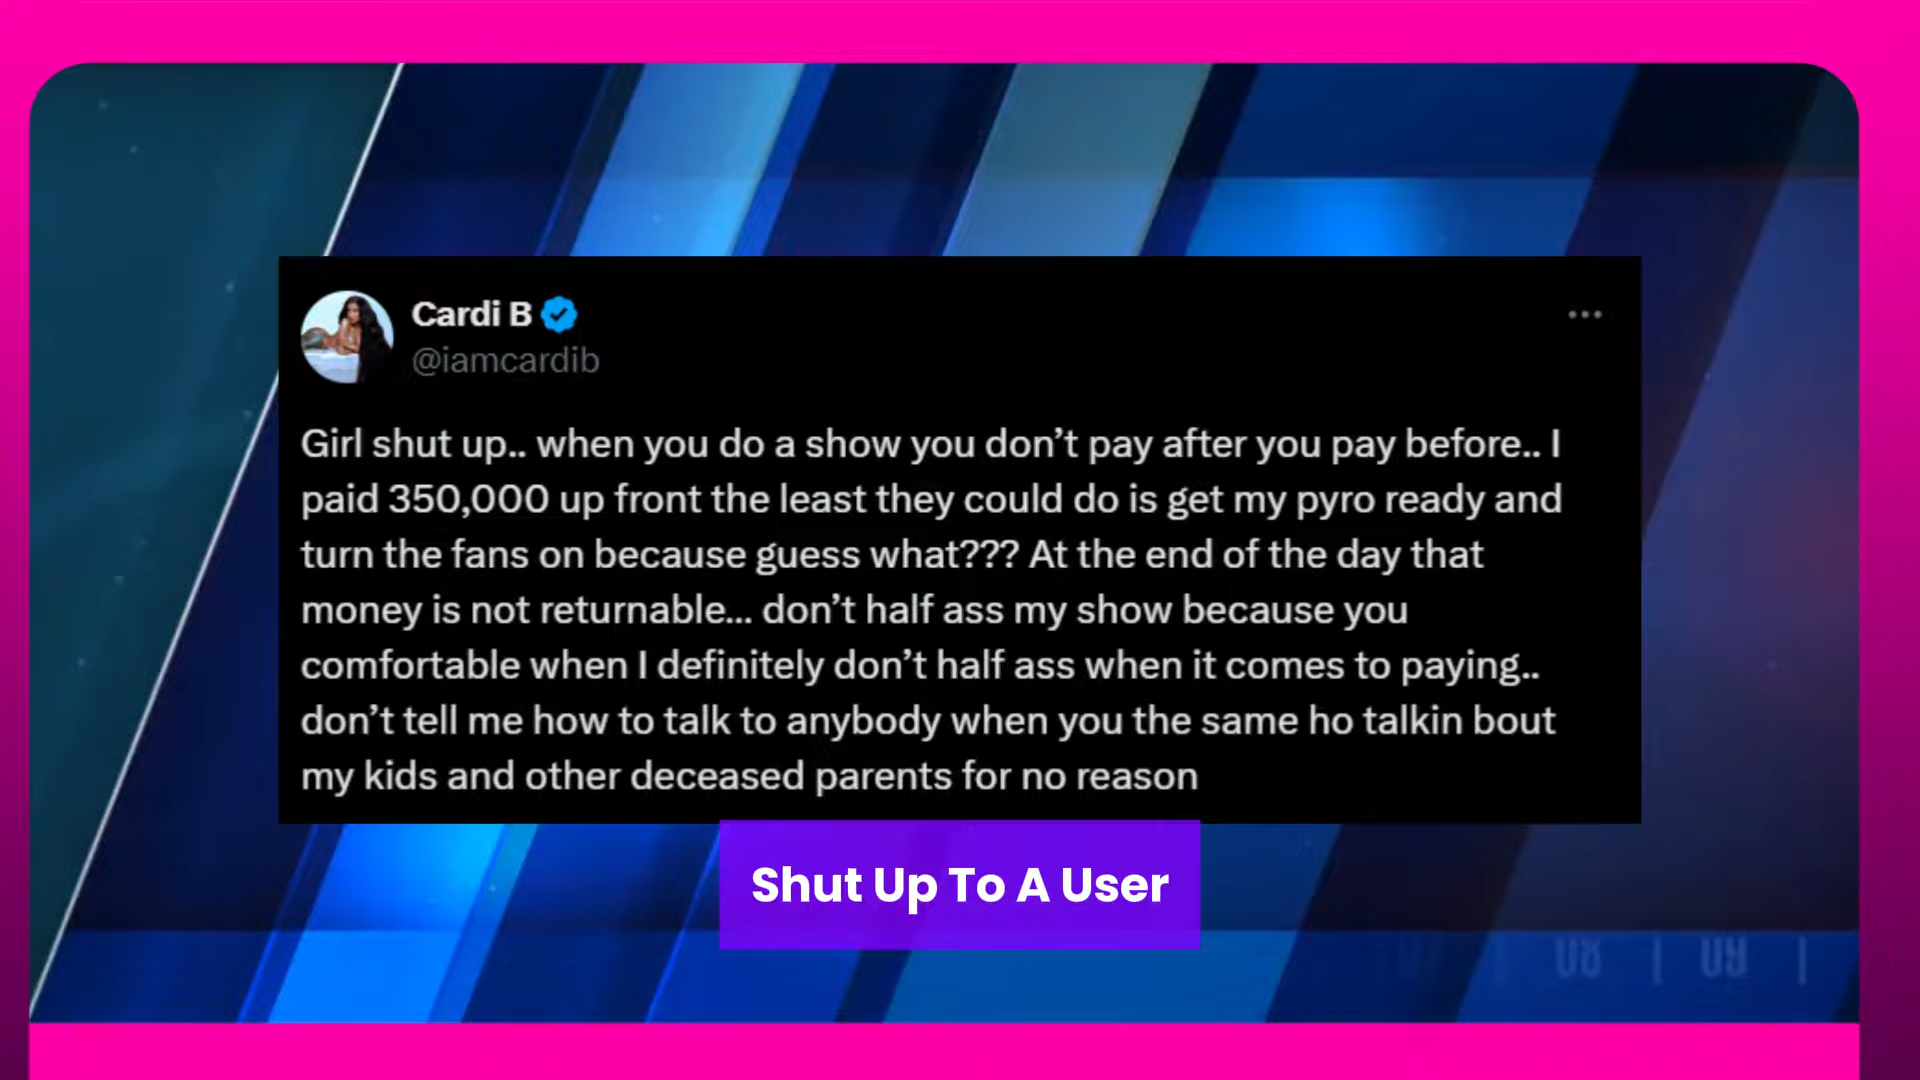 Cardi B
@iamcardib
Girl shut up.. when you do a show you don’t pay after you pay before.. I
paid 350,000 up front the least they could do is get my pyro ready and
turn the fans on because guess what??? At the end of the day that
money is not returnable... don’t half ass my show because you
comfortable when I definitely don’t half ass when it comes to paying..
don’t tell me how to talk to anybody when you the same ho talkin bout
my kids and other deceased parents for no reason
Shut Up To A User
08 | 09 |